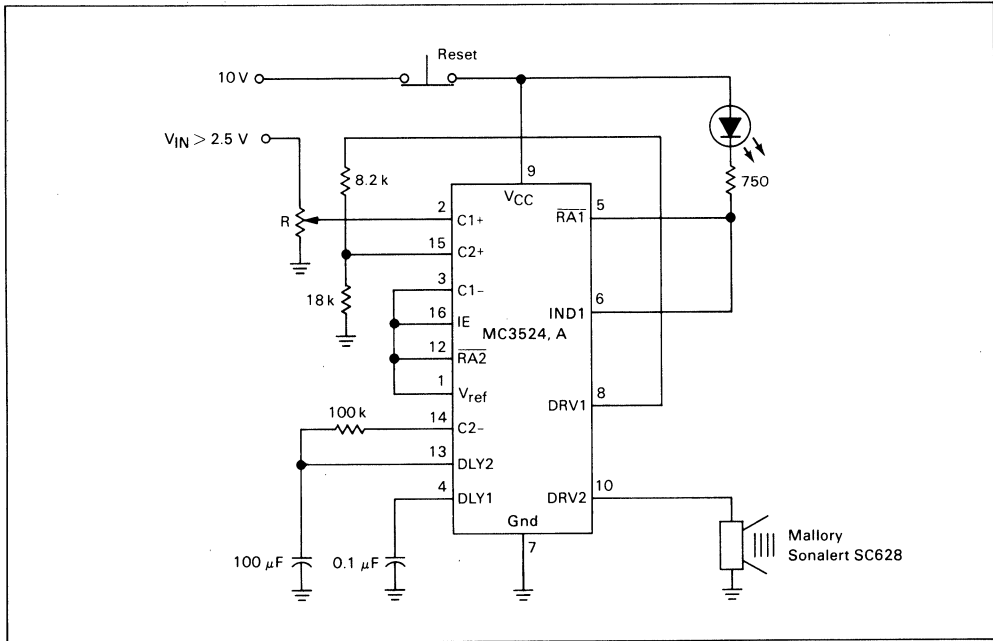 Reset
10 V
V_IN > 2.5 V
8.2 k
R
18 k
750
9
V_CC
2
C1+
15
C2+
3
C1−
16
IE
12
R̅A̅2̅
1
V_ref
14
C2−
13
DLY2
4
DLY1
MC3524, A
5
R̅A̅1̅
6
IND1
8
DRV1
10
DRV2
Gnd
7
100 k
100 μF
0.1 μF
Mallory
Sonalert SC628